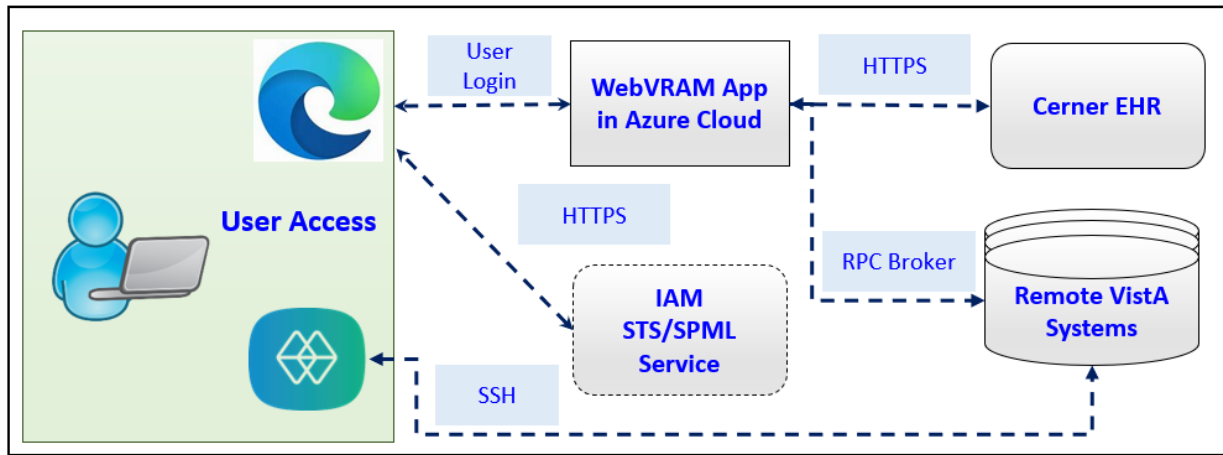 User
Login
WebVRAM App
in Azure Cloud
HTTPS
Cerner EHR
User Access
HTTPS
RPC Broker
IAM
STS/SPML
Service
Remote VistA
Systems
SSH